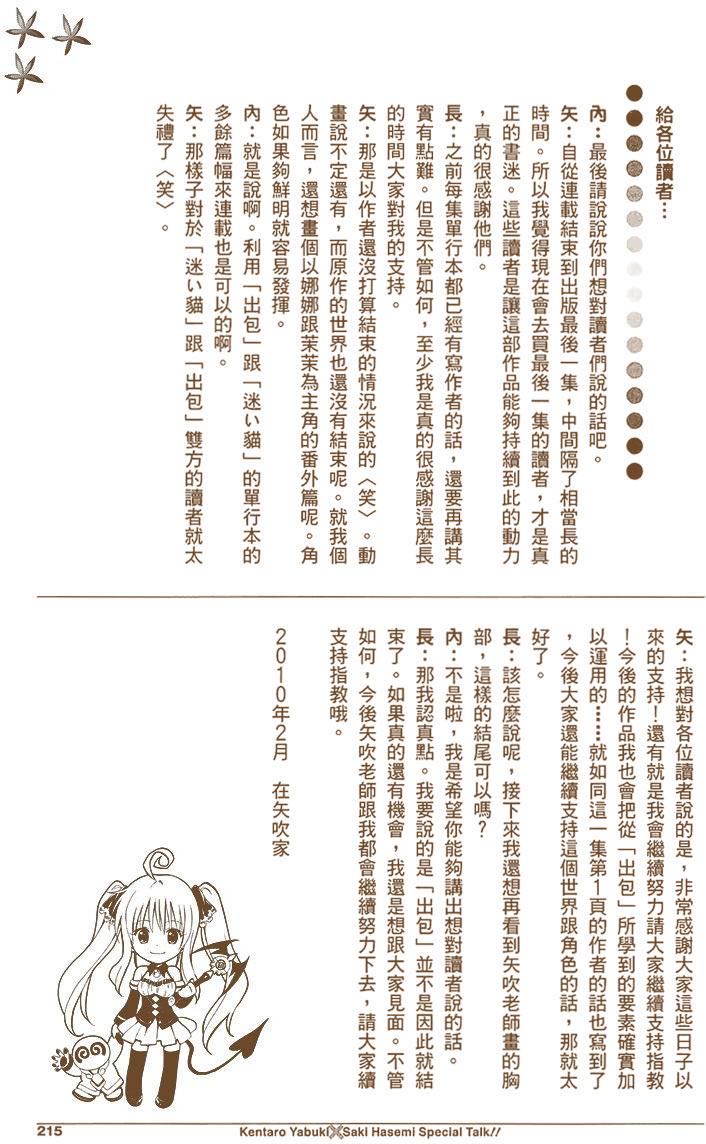 給各位讀者…
內：最後請說說你們想對讀者們說的話吧。
矢：自從連載結束到出版最後一集，中間隔了相當長的
時間。所以我覺得現在會去買最後一集的讀者，才是真
正的書迷。這些讀者是讓這部作品能夠持續到此的動力
，真的很感謝他們。
長：之前每集單行本都已經有寫作者的話，還要再講其
實有點難。但是不管如何，至少我是真的很感謝這麼長
的時間大家對我的支持。
矢：那是以作者還沒打算結束的情況來說的〈笑〉。動
畫說不定還有，而原作的世界也還沒有結束呢。就我個
人而言，還想畫個以娜娜跟茉茉為主角的番外篇呢。角
色如果夠鮮明就容易發揮。
內：就是說啊。利用「出包」跟「迷い貓」的單行本的
多餘篇幅來連載也是可以的啊。
矢：那樣子對於「迷い貓」跟「出包」雙方的讀者就太
失禮了〈笑〉。
矢：我想對各位讀者說的是，非常感謝大家這些日子以
來的支持！還有就是我會繼續努力請大家繼續支持指教
！今後的作品我也會把從「出包」所學到的要素確實加
以運用的……就如同這一集第1頁的作者的話也寫到了
，今後大家還能繼續支持這個世界跟角色的話，那就太
好了。
長：該怎麼說呢，接下來我還想再看到矢吹老師畫的胸
部，這樣的結尾可以嗎？
內：不是啦，我是希望你能夠講出想對讀者說的話。
長：那我認真點。我要說的是「出包」並不是因此就結
束了。如果真的還有機會，我還是想跟大家見面。不管
如何，今後矢吹老師跟我都會繼續努力下去，請大家續
支持指教哦。
2010年2月　在矢吹家
215
Kentaro Yabuki×Saki Hasemi Special Talk!!